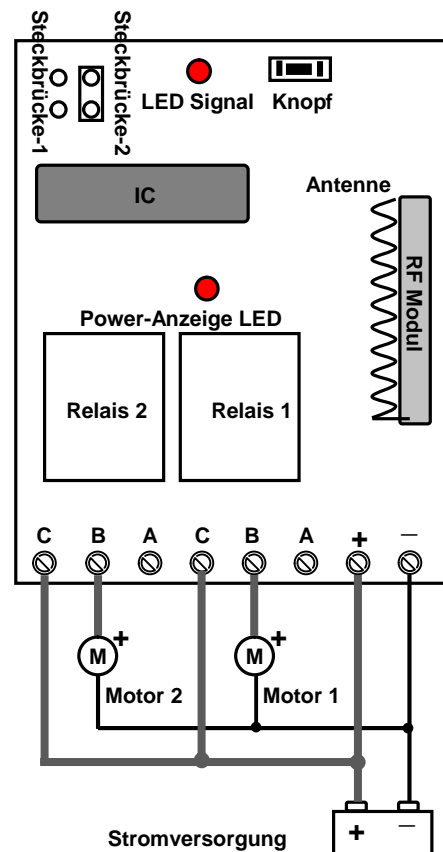 Steckbrücke-1
Steckbrücke-2
LED Signal
Knopf
IC
Antenne
RF Modul
Power-Anzeige LED
Relais 2
Relais 1
C B A C B A + —
M +
M +
Motor 2
Motor 1
Stromversorgung
+ —